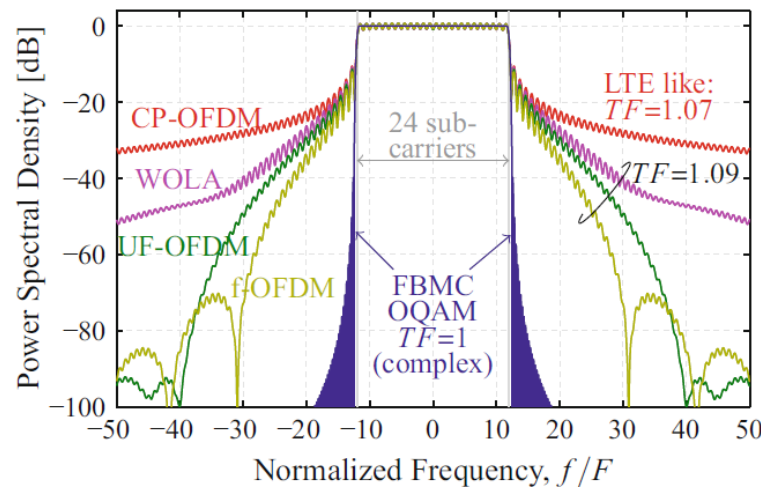 0
−20
−40
−60
−80
−100
Power Spectral Density [dB]
CP-OFDM
WOLA
UF-OFDM
f-OFDM
24 sub-
carriers
LTE like:
TF=1.07
TF=1.09
FBMC
OQAM
TF=1
(complex)
−50 −40 −30 −20 −10 0 10 20 30 40 50
Normalized Frequency, f/F